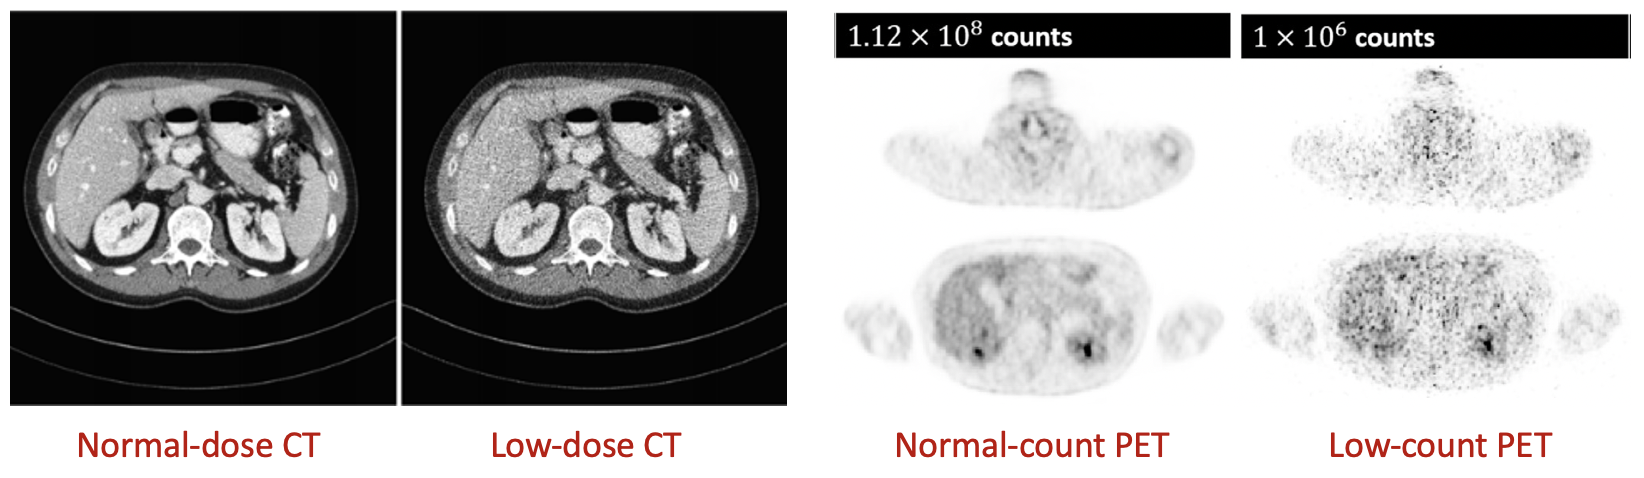 1.12 × 10⁸ counts
1 × 10⁶ counts
Normal-dose CT
Low-dose CT
Normal-count PET
Low-count PET